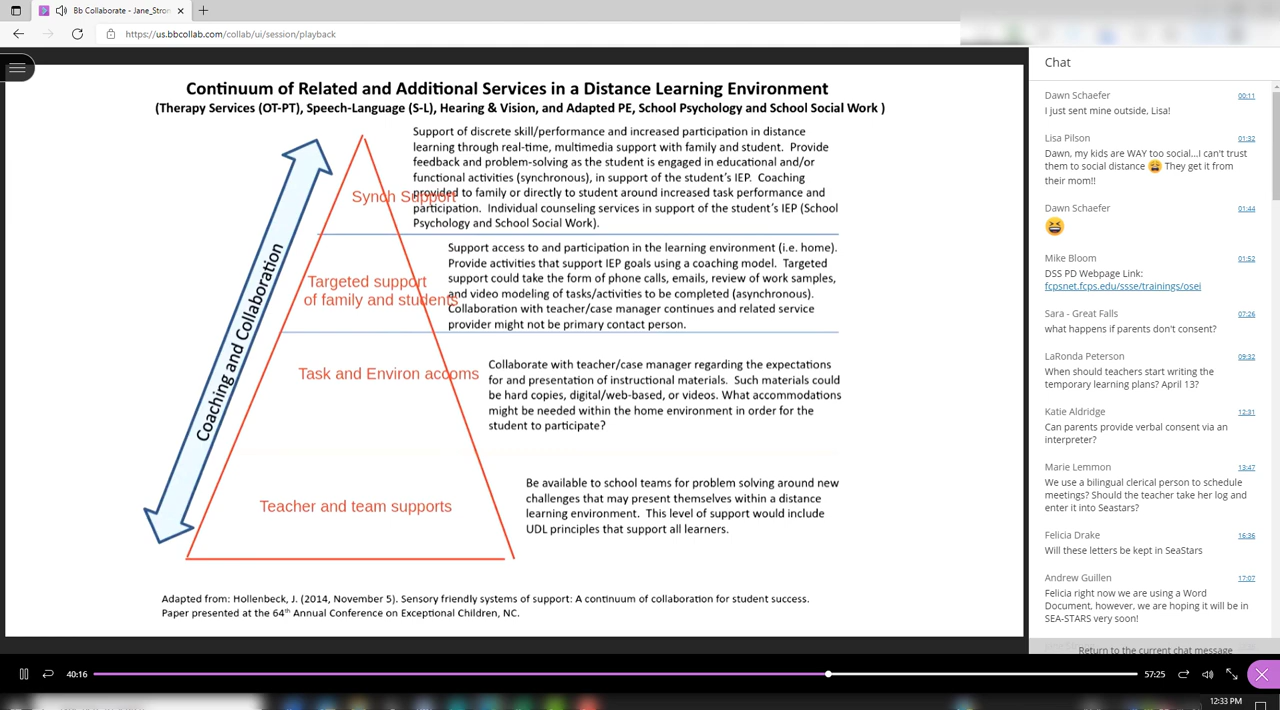 Bb Collaborate - Jane_Stron
https://us.bbcollab.com/collab/ui/session/playback
Continuum of Related and Additional Services in a Distance Learning Environment
(Therapy Services (OT-PT), Speech-Language (S-L), Hearing & Vision, and Adapted PE, School Psychology and School Social Work )
Coaching and Collaboration
Synch Support
Support of discrete skill/performance and increased participation in distance
learning through real-time, multimedia support with family and student. Provide
feedback and problem-solving as the student is engaged in educational and/or
functional activities (synchronous), in support of the student's IEP. Coaching
provided to family or directly to student around increased task performance and
participation. Individual counseling services in support of the student's IEP (School
Psychology and School Social Work).
Targeted support
of family and students
Support access to and participation in the learning environment (i.e. home).
Provide activities that support IEP goals using a coaching model. Targeted
support could take the form of phone calls, emails, review of work samples,
and video modeling of tasks/activities to be completed (asynchronous).
Collaboration with teacher/case manager continues and related service
provider might not be primary contact person.
Task and Environ accoms
Collaborate with teacher/case manager regarding the expectations
for and presentation of instructional materials. Such materials could
be hard copies, digital/web-based, or videos. What accommodations
might be needed within the home environment in order for the
student to participate?
Teacher and team supports
Be available to school teams for problem solving around new
challenges that may present themselves within a distance
learning environment. This level of support would include
UDL principles that support all learners.
Adapted from: Hollenbeck, J. (2014, November 5). Sensory friendly systems of support: A continuum of collaboration for student success.
Paper presented at the 64th Annual Conference on Exceptional Children, NC.
Chat
Dawn Schaefer 00:11
I just sent mine outside, Lisa!
Lisa Pilson 01:32
Dawn, my kids are WAY too social...I can't trust
them to social distance 😩 They get it from
their mom!!
Dawn Schaefer 01:44
😆
Mike Bloom 01:52
DSS PD Webpage Link:
fcpsnet.fcps.edu/ssse/trainings/osei
Sara - Great Falls 07:26
what happens if parents don't consent?
LaRonda Peterson 09:32
When should teachers start writing the
temporary learning plans? April 13?
Katie Aldridge 12:31
Can parents provide verbal consent via an
interpreter?
Marie Lemmon 13:47
We use a bilingual clerical person to schedule
meetings? Should the teacher take her log and
enter it into Seastars?
Felicia Drake 16:36
Will these letters be kept in SeaStars
Andrew Guillen 17:07
Felicia right now we are using a Word
Document, however, we are hoping it will be in
SEA-STARS very soon!
Return to the current chat message
40:16
57:25
12:33 PM